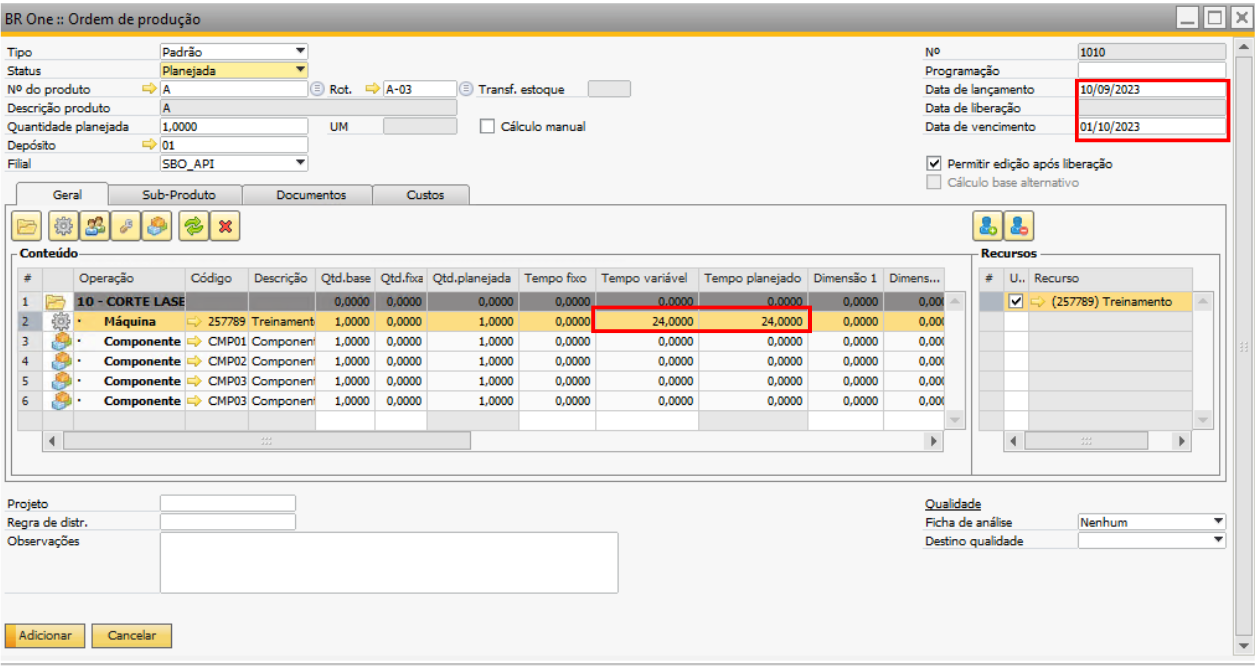 BR One :: Ordem de produção
Tipo Padrão Nº 1010
Status Planejada Programação
Nº do produto A Rot. A-03 Transf. estoque Data de lançamento 10/09/2023
Descrição produto A Data de liberação
Quantidade planejada 1,0000 UM Cálculo manual Data de vencimento 01/10/2023
Depósito 01
Filial SBO_API Permitir edição após liberação
Cálculo base alternativo
Geral Sub-Produto Documentos Custos
Conteúdo Recursos
# Operação Código Descrição Qtd.base Qtd.fixa Qtd.planejada Tempo fixo Tempo variável Tempo planejado Dimensão 1 Dimens... # U.. Recurso
1 10 - CORTE LASE 0,0000 0,0000 0,0000 0,0000 0,0000 0,0000 0,0000 0,000 (257789) Treinamento
2 Máquina 257789 Treinament 1,0000 0,0000 1,0000 0,0000 24,0000 24,0000 0,0000 0,000
3 Componente CMP01 Component 1,0000 0,0000 1,0000 0,0000 0,0000 0,0000 0,0000 0,000
4 Componente CMP02 Component 1,0000 0,0000 1,0000 0,0000 0,0000 0,0000 0,0000 0,000
5 Componente CMP03 Component 1,0000 0,0000 1,0000 0,0000 0,0000 0,0000 0,0000 0,000
6 Componente CMP03 Component 1,0000 0,0000 1,0000 0,0000 0,0000 0,0000 0,0000 0,000
Projeto Qualidade
Regra de distr. Ficha de análise Nenhum
Observações Destino qualidade
Adicionar Cancelar